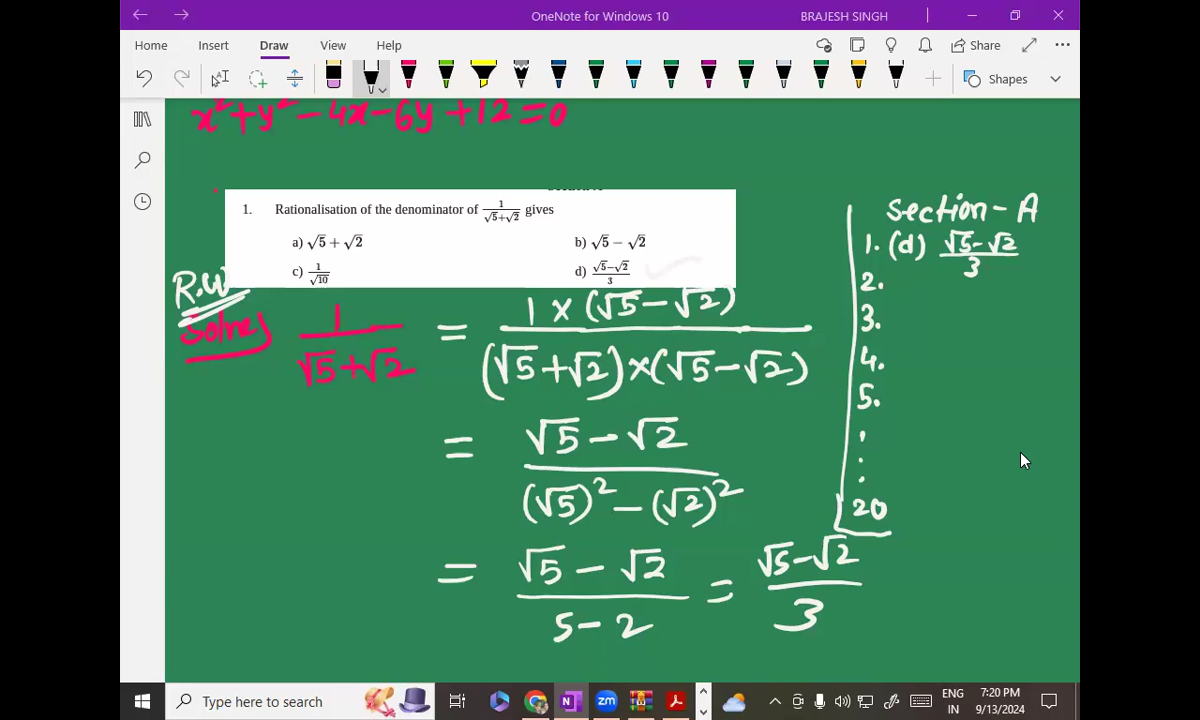 OneNote for Windows 10
BRAJESH SINGH
Home Insert Draw View Help
Share
Shapes
x²+y²-4x-6y+12=0
1. Rationalisation of the denominator of 1/(√5+√2) gives
a) √5 + √2 b) √5 − √2
c) 1/√10 d) (√5−√2)/3
R.W
Solne) 1/(√5+√2) = (1 × (√5 − √2))/((√5+√2)×(√5−√2))
= (√5 − √2)/((√5)² − (√2)²)
= (√5 − √2)/(5−2) = (√5−√2)/3
Section-A
1. (d) (√5−√2)/3
2.
3.
4.
5.
.
.
.
20
Type here to search
ENG
IN
7:20 PM
9/13/2024